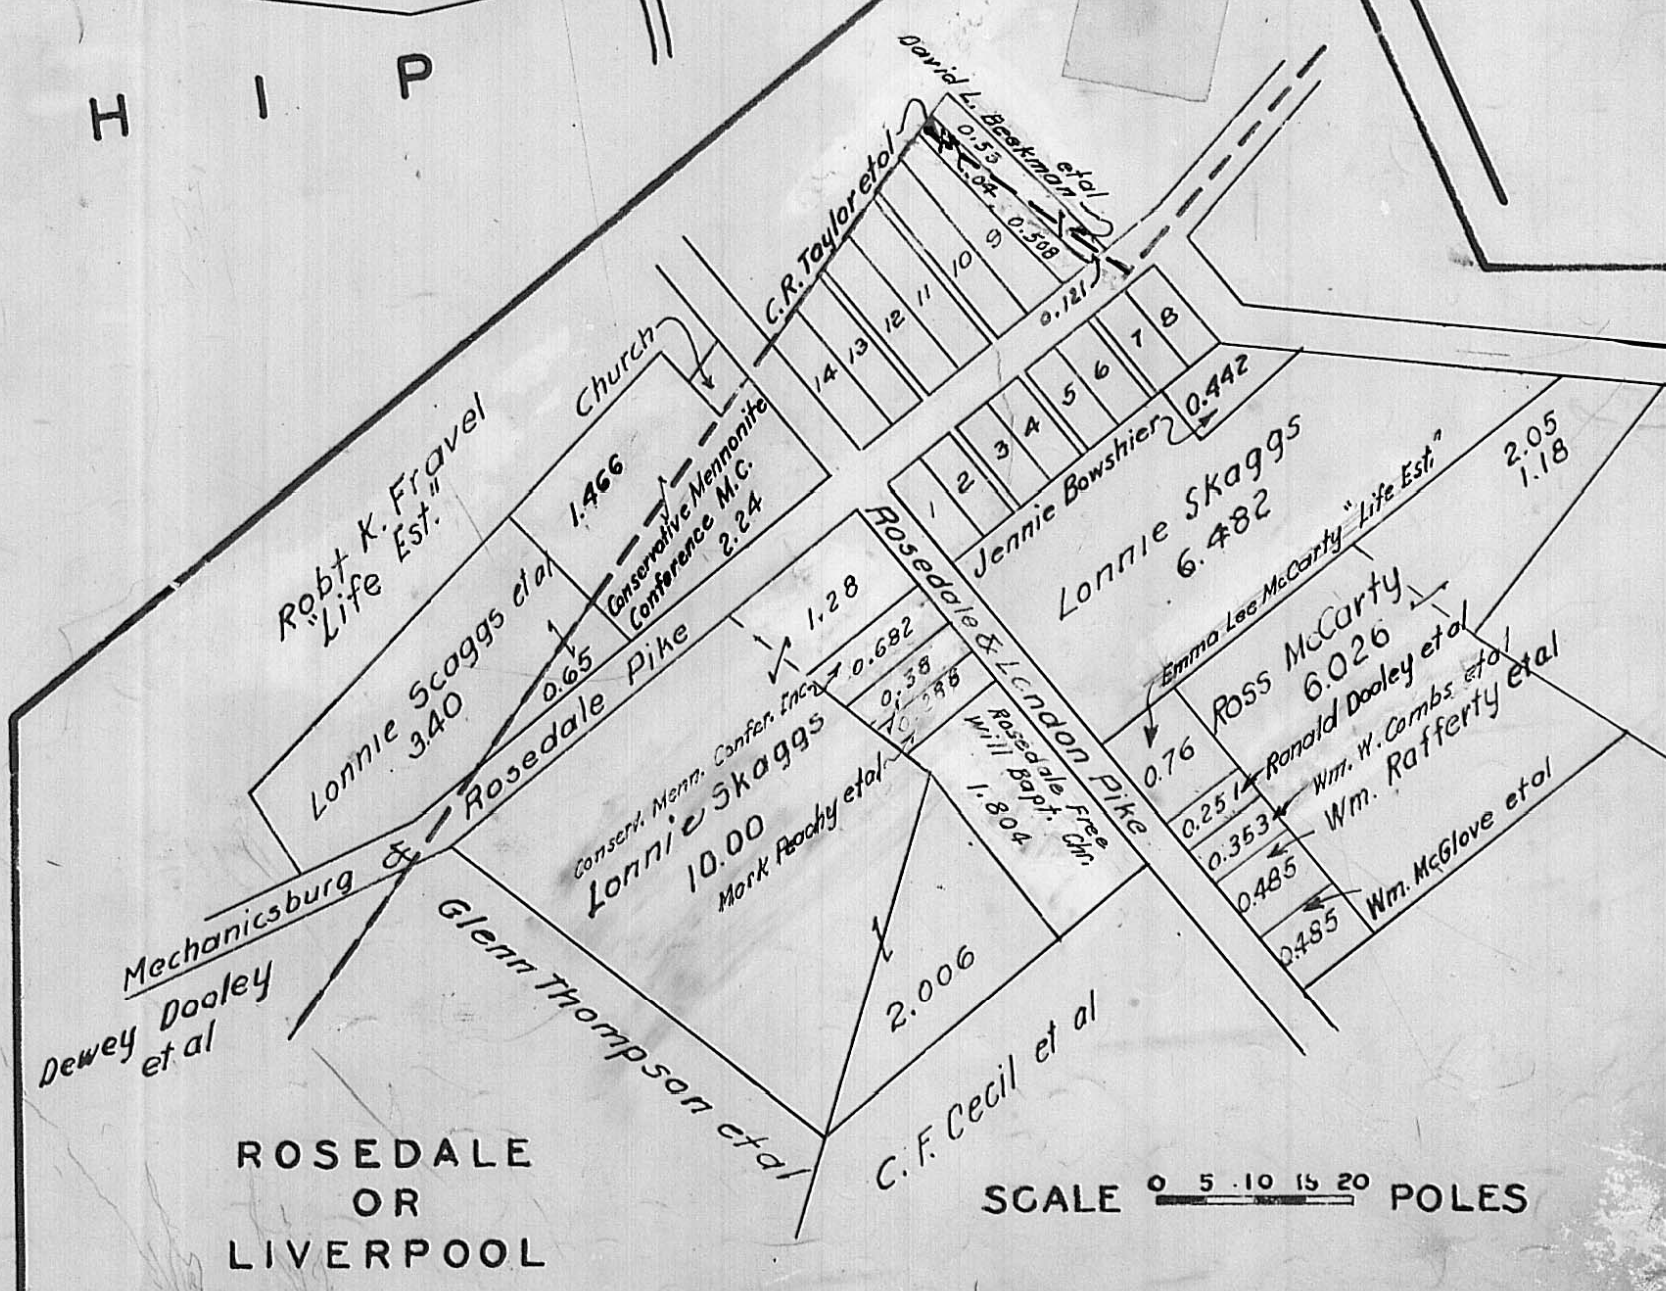 H I P
David L. Beekman
etal
0.53
.04
0.508
C.R. Taylor etal
0.121
9
10
11
12
13
14
8
7
6
5
4
3
2
1
Church
1.466
Conservative Mennonite
Conference M.C.
2.24
Robt K. Fravel
"Life Est."
Lonnie Scaggs etal
3.40
0.65
Mechanicsburg & Rosedale Pike
Jennie Bowshier
0.442
Lonnie Skaggs
6.482
Emma Lee McCarty "Life Est."
2.05
1.18
Rosedale & London Pike
1.28
0.682
0.38
Conserv. Menn. Confer. Inc.
Lonnie Skaggs
10.00
Mark Peachy etal
Rosedale Free
Will Bapt. Chr.
1.804
Ross McCarty
6.026
0.76
Ronald Dooley etal
0.251
Wm. W. Combs etal
0.353
Wm. Rafferty etal
0.485
Wm. McGlove etal
0.485
2.006
Glenn Thompson etal
C. F. Cecil et al
Dewey Dooley
et al
ROSEDALE
OR
LIVERPOOL
SCALE 0 5 10 15 20 POLES